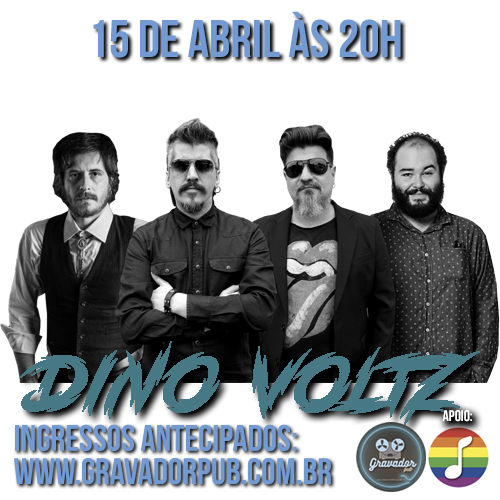 15 DE ABRIL ÀS 20H
DINO VOLTZ
APOIO:
INGRESSOS ANTECIPADOS:
WWW.GRAVADORPUB.COM.BR
Gravador